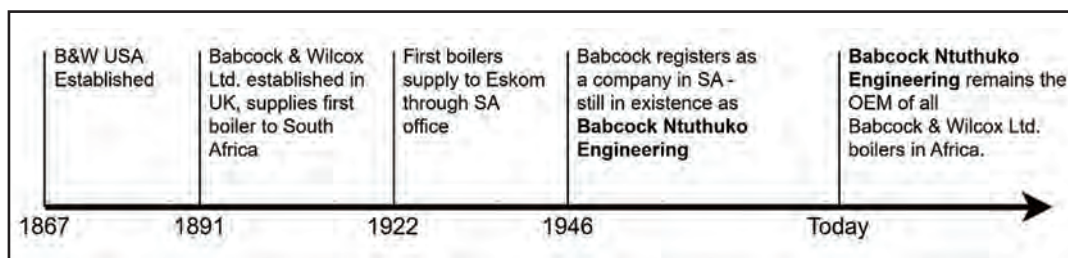 B&W USA
Established
Babcock & Wilcox
Ltd. established in
UK, supplies first
boiler to South
Africa
First boilers
supply to Eskom
through SA
office
Babcock registers as
a company in SA -
still in existence as
Babcock Ntuthuko
Engineering
Babcock Ntuthuko
Engineering remains the
OEM of all
Babcock & Wilcox Ltd.
boilers in Africa.
1867
1891
1922
1946
Today